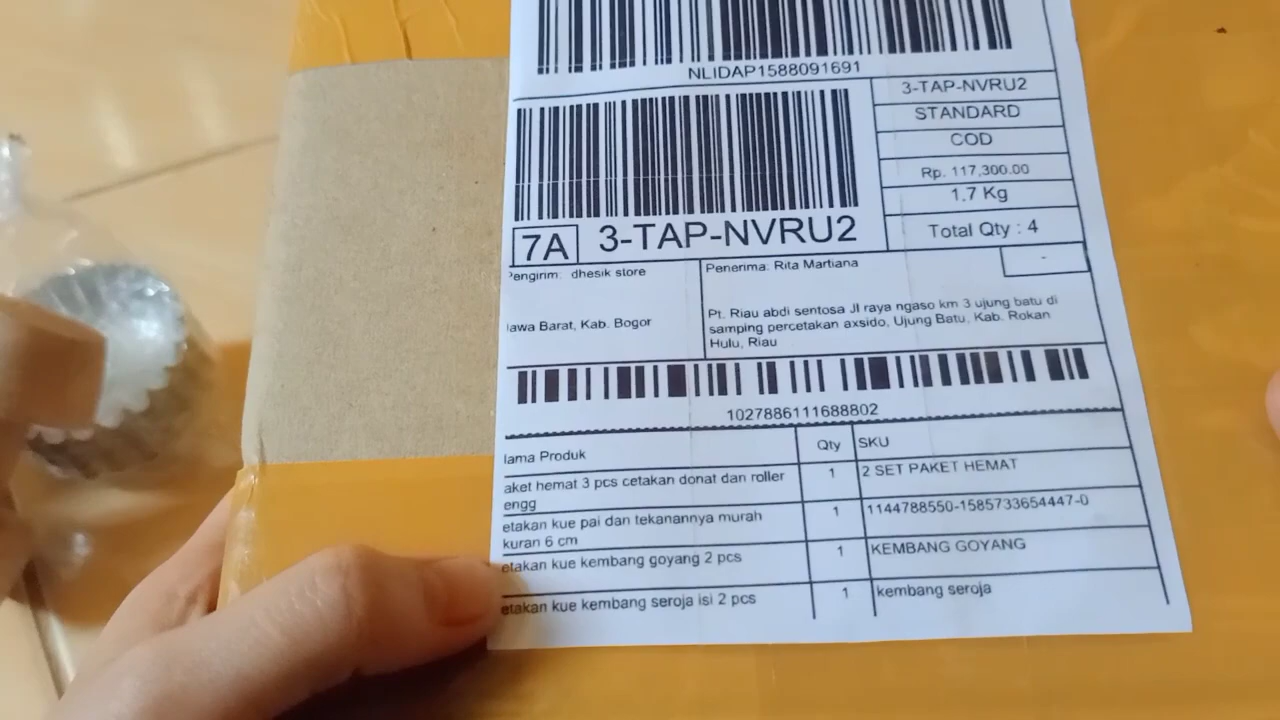 NLIDAP1588091691
3-TAP-NVRU2
STANDARD
COD
Rp. 117,300.00
1.7 Kg
Total Qty : 4
7A 3-TAP-NVRU2
engirim: dhesik store
Penerima. Rita Martiana
-
awa Barat, Kab. Bogor
Pt. Riau abdi sentosa Jl raya ngaso km 3 ujung batu di
samping percetakan axsido, Ujung Batu, Kab. Rokan
Hulu, Riau
1027886111688802
ama Produk Qty SKU
aket hemat 3 pcs cetakan donat dan roller
engg
1 2 SET PAKET HEMAT
etakan kue pai dan tekanannya murah
kuran 6 cm
1 1144788550-1585733654447-0
etakan kue kembang goyang 2 pcs 1 KEMBANG GOYANG
etakan kue kembang seroja isi 2 pcs 1 kembang seroja